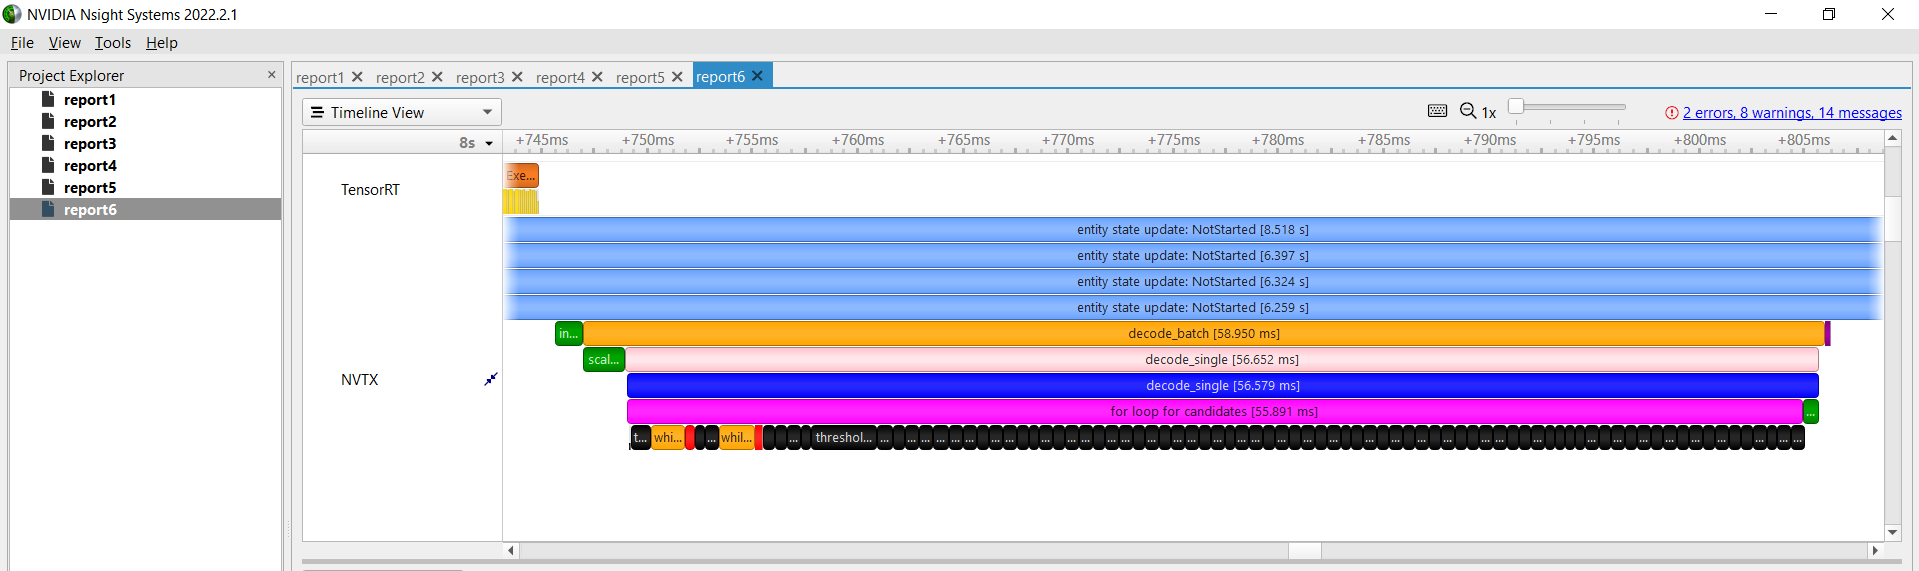 NVIDIA Nsight Systems 2022.2.1
File View Tools Help
Project Explorer
report1
report2
report3
report4
report5
report6
report1 report2 report3 report4 report5 report6
Timeline View
1x
2 errors, 8 warnings, 14 messages
8s
+745ms +750ms +755ms +760ms +765ms +770ms +775ms +780ms +785ms +790ms +795ms +800ms +805ms
TensorRT
Exe...
entity state update: NotStarted [8.518 s]
entity state update: NotStarted [6.397 s]
entity state update: NotStarted [6.324 s]
entity state update: NotStarted [6.259 s]
in... decode_batch [58.950 ms]
scal... decode_single [56.652 ms]
NVTX
decode_single [56.579 ms]
for loop for candidates [55.891 ms] ...
t... whi... ... whil... ... threshol... ... ... ... ... ... ... ... ... ... ... ... ... ... ... ... ... ... ... ... ... ... ... ... ... ... ... ... ... ... ... ... ... ... ... ... ... ... ... ... ... ... ... ... ...